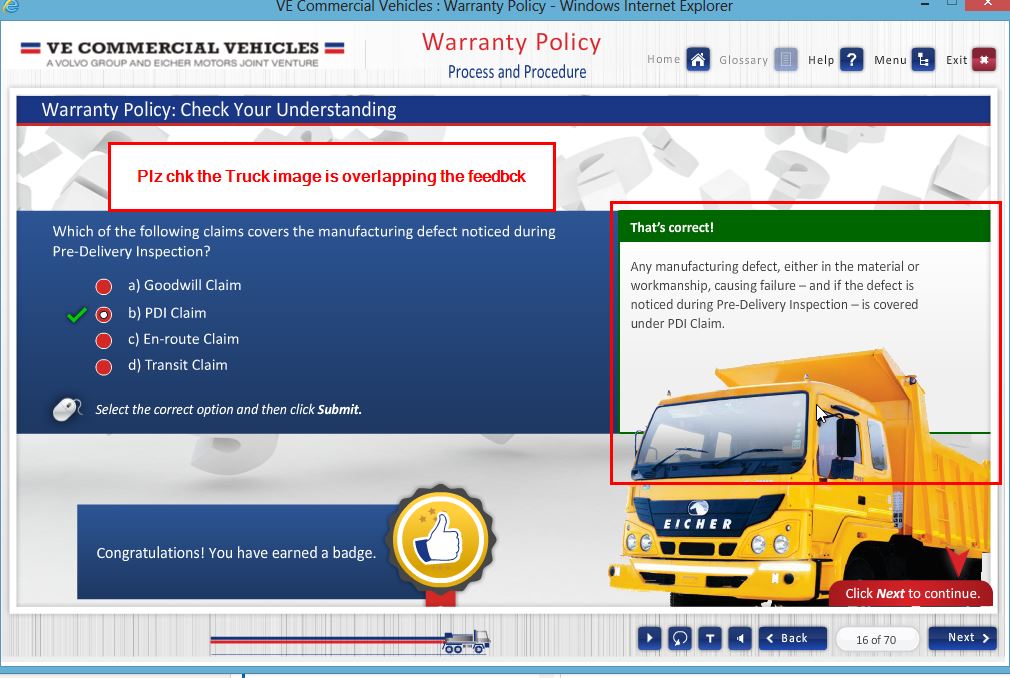 VE Commercial Vehicles : Warranty Policy - Windows Internet Explorer
VE COMMERCIAL VEHICLES
A VOLVO GROUP AND EICHER MOTORS JOINT VENTURE
Warranty Policy
Process and Procedure
Home
Glossary
Help ?
Menu
Exit
Warranty Policy: Check Your Understanding
Plz chk the Truck image is overlapping the feedbck
Which of the following claims covers the manufacturing defect noticed during
Pre-Delivery Inspection?
a) Goodwill Claim
b) PDI Claim
c) En-route Claim
d) Transit Claim
Select the correct option and then click Submit.
That's correct!
Any manufacturing defect, either in the material or
workmanship, causing failure – and if the defect is
noticed during Pre-Delivery Inspection – is covered
under PDI Claim.
EICHER
Congratulations! You have earned a badge.
Click Next to continue.
T
Back
16 of 70
Next